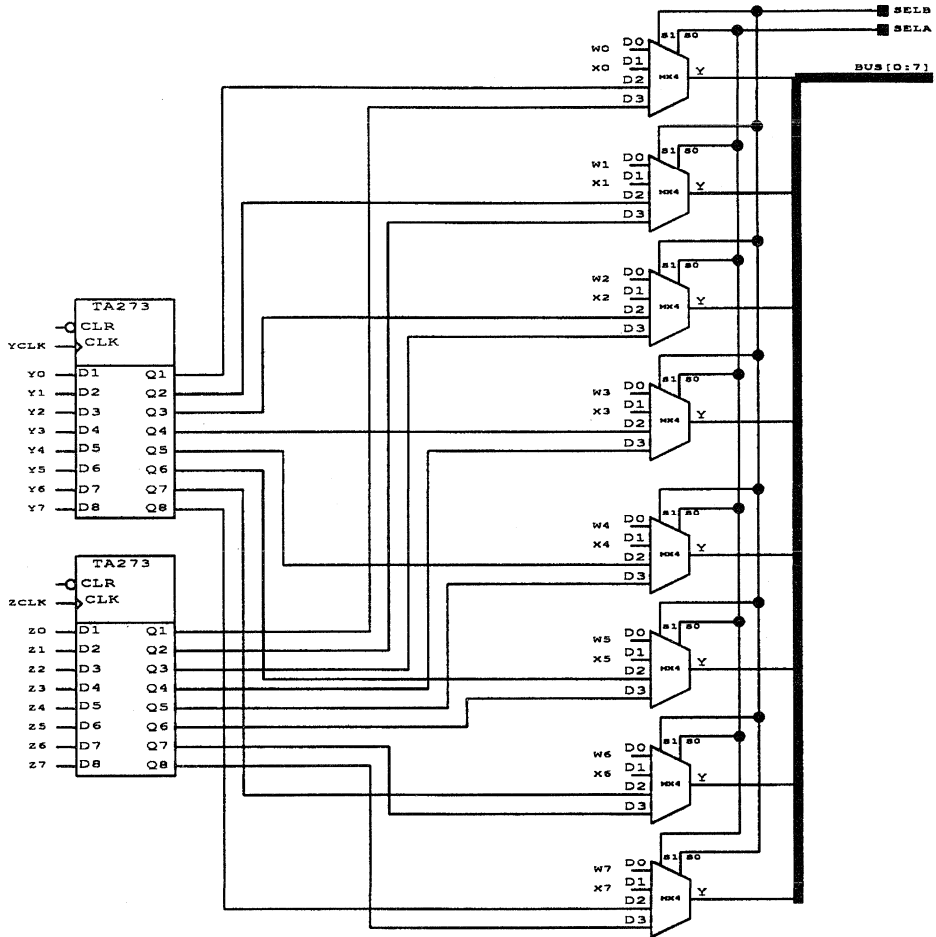 SELB
SELA
BUS[0:7]
S1 S0
W0 D0
X0 D1
D2 MX4 Y
D3
S1 S0
W1 D0
X1 D1
D2 MX4 Y
D3
S1 S0
W2 D0
X2 D1
D2 MX4 Y
D3
S1 S0
W3 D0
X3 D1
D2 MX4 Y
D3
S1 S0
W4 D0
X4 D1
D2 MX4 Y
D3
S1 S0
W5 D0
X5 D1
D2 MX4 Y
D3
S1 S0
W6 D0
X6 D1
D2 MX4 Y
D3
S1 S0
W7 D0
X7 D1
D2 MX4 Y
D3
TA273
CLR
YCLK CLK
Y0 D1 Q1
Y1 D2 Q2
Y2 D3 Q3
Y3 D4 Q4
Y4 D5 Q5
Y5 D6 Q6
Y6 D7 Q7
Y7 D8 Q8
TA273
CLR
ZCLK CLK
Z0 D1 Q1
Z1 D2 Q2
Z2 D3 Q3
Z3 D4 Q4
Z4 D5 Q5
Z5 D6 Q6
Z6 D7 Q7
Z7 D8 Q8